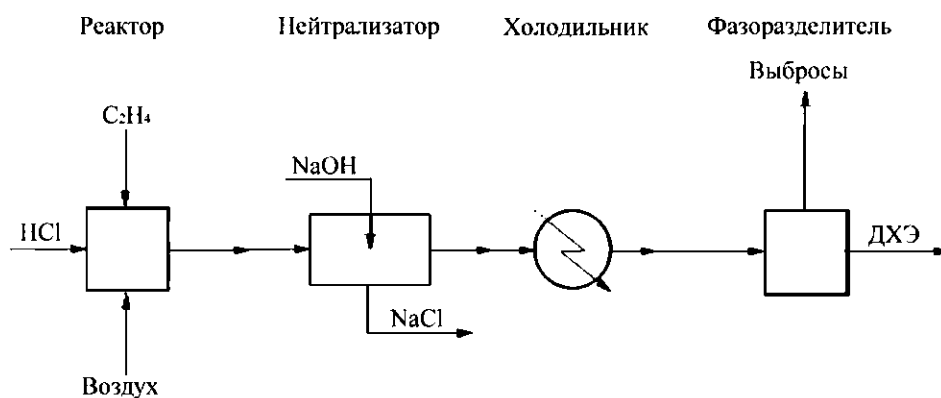 Реактор
Нейтрализатор
Холодильник
Фазоразделитель
Выбросы
C₂H₄
NaOH
HCl
ДХЭ
NaCl
Воздух